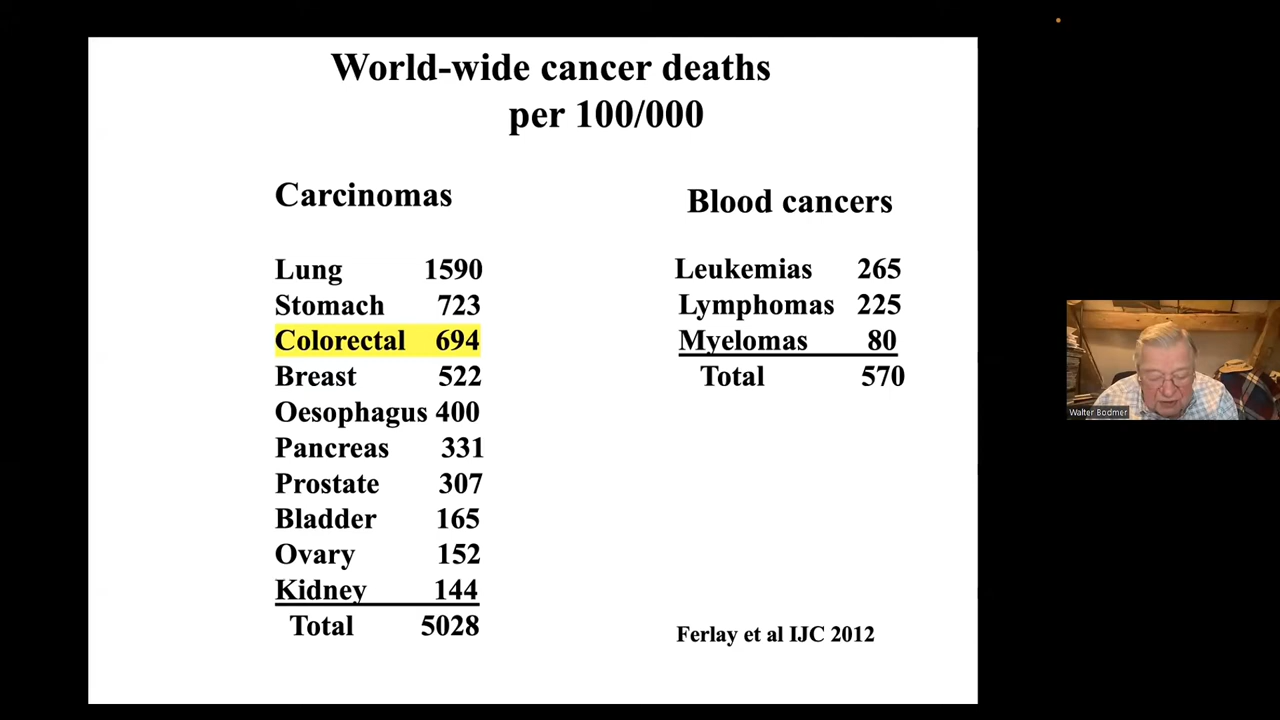 World-wide cancer deaths
per 100/000
Carcinomas
Lung 1590
Stomach 723
Colorectal 694
Breast 522
Oesophagus 400
Pancreas 331
Prostate 307
Bladder 165
Ovary 152
Kidney 144
Total 5028
Blood cancers
Leukemias 265
Lymphomas 225
Myelomas 80
Total 570
Ferlay et al IJC 2012
Walter Bodmer